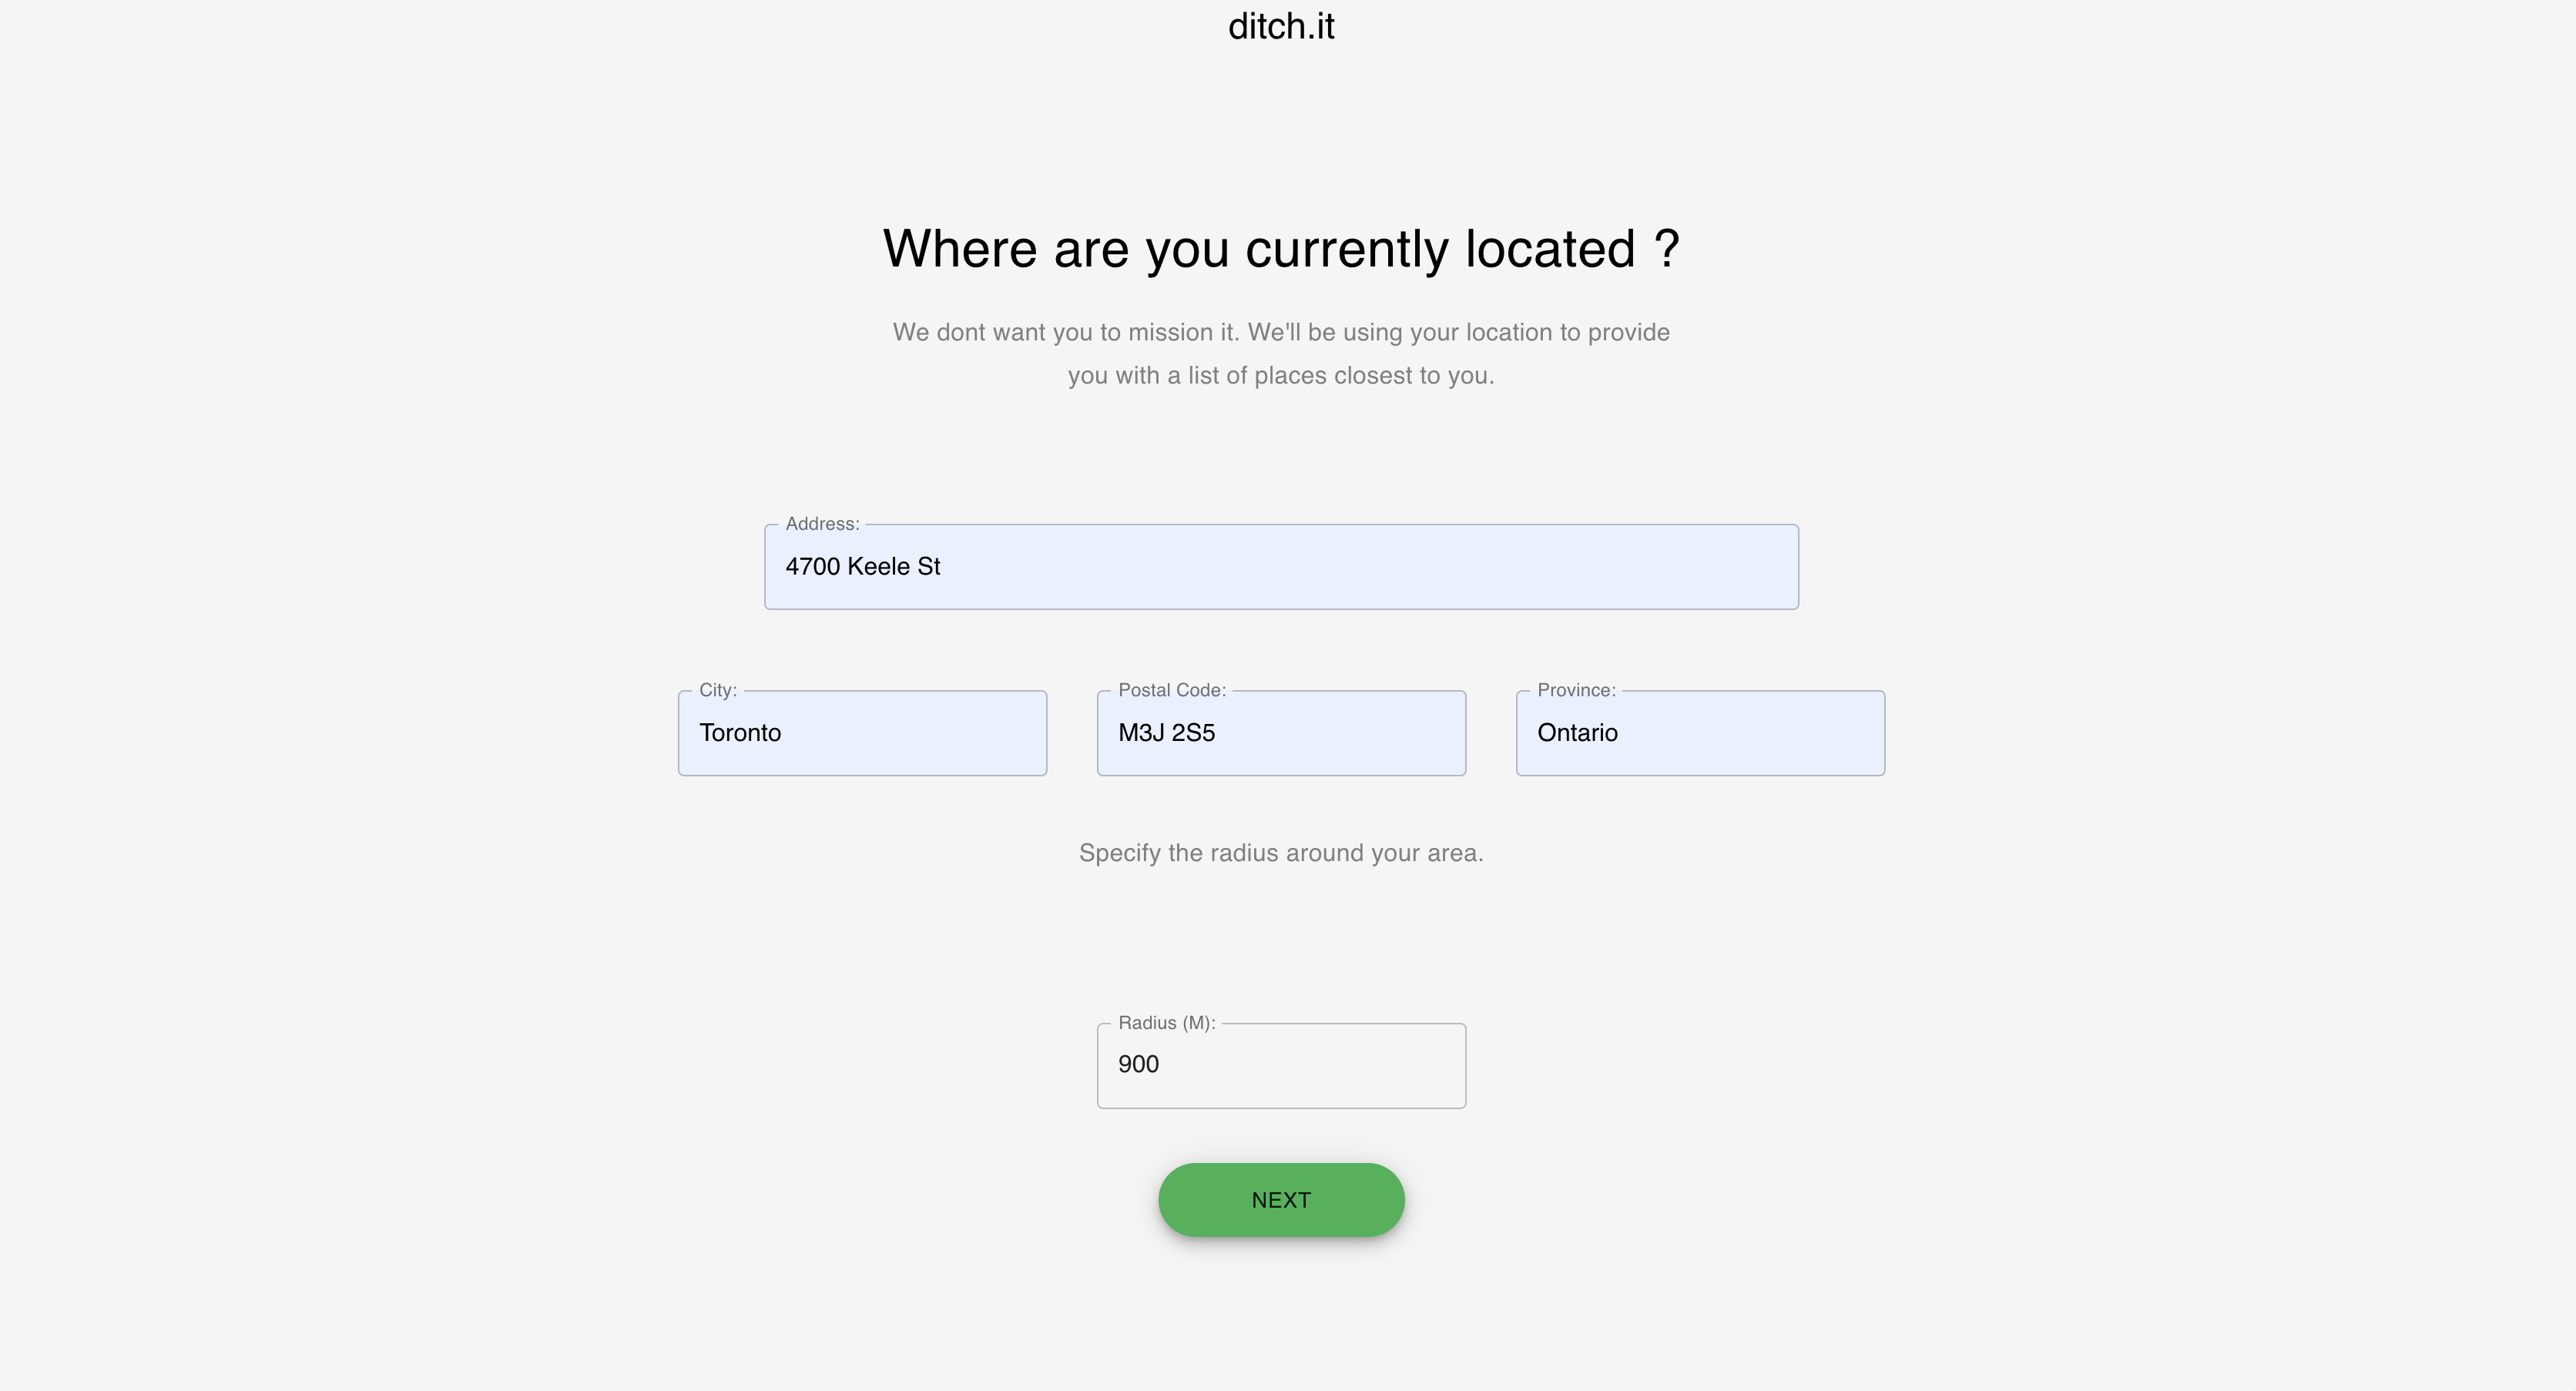 ditch.it
Where are you currently located ?
We dont want you to mission it. We'll be using your location to provide
you with a list of places closest to you.
Address:
4700 Keele St
City:
Toronto
Postal Code:
M3J 2S5
Province:
Ontario
Specify the radius around your area.
Radius (M):
900
NEXT